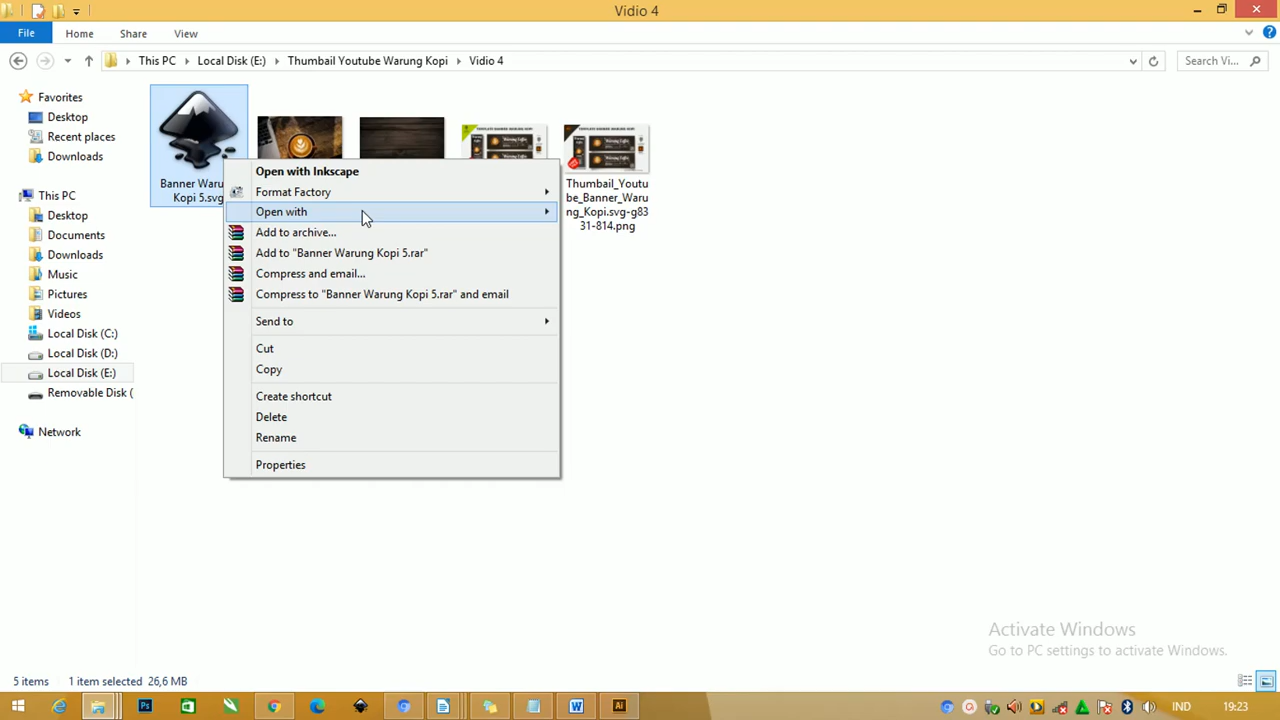 Vidio 4
File
Home
Share
View
This PC
Local Disk (E:)
Thumbail Youtube Warung Kopi
Vidio 4
Search Vi...
Favorites
Desktop
Recent places
Downloads
This PC
Desktop
Documents
Downloads
Music
Pictures
Videos
Local Disk (C:)
Local Disk (D:)
Local Disk (E:)
Removable Disk (
Network
Banner Waru
Kopi 5.svg
Thumbail_Youtu
be_Banner_Waru
ng_Kopi.svg-g83
31-814.png
Open with Inkscape
Format Factory
Open with
Add to archive...
Add to "Banner Warung Kopi 5.rar"
Compress and email...
Compress to "Banner Warung Kopi 5.rar" and email
Send to
Cut
Copy
Create shortcut
Delete
Rename
Properties
Activate Windows
Go to PC settings to activate Windows.
5 items
1 item selected 26,6 MB
IND
19:23